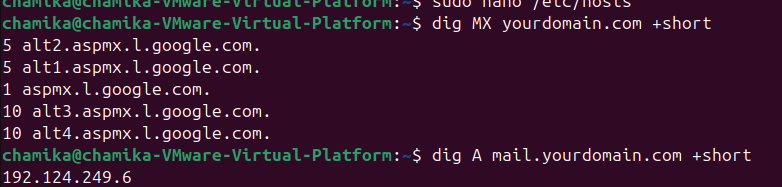 chamika@chamika-VMware-Virtual-Platform:~$ sudo nano /etc/hosts
chamika@chamika-VMware-Virtual-Platform:~$ dig MX yourdomain.com +short
5 alt2.aspmx.l.google.com.
5 alt1.aspmx.l.google.com.
1 aspmx.l.google.com.
10 alt3.aspmx.l.google.com.
10 alt4.aspmx.l.google.com.
chamika@chamika-VMware-Virtual-Platform:~$ dig A mail.yourdomain.com +short
192.124.249.6